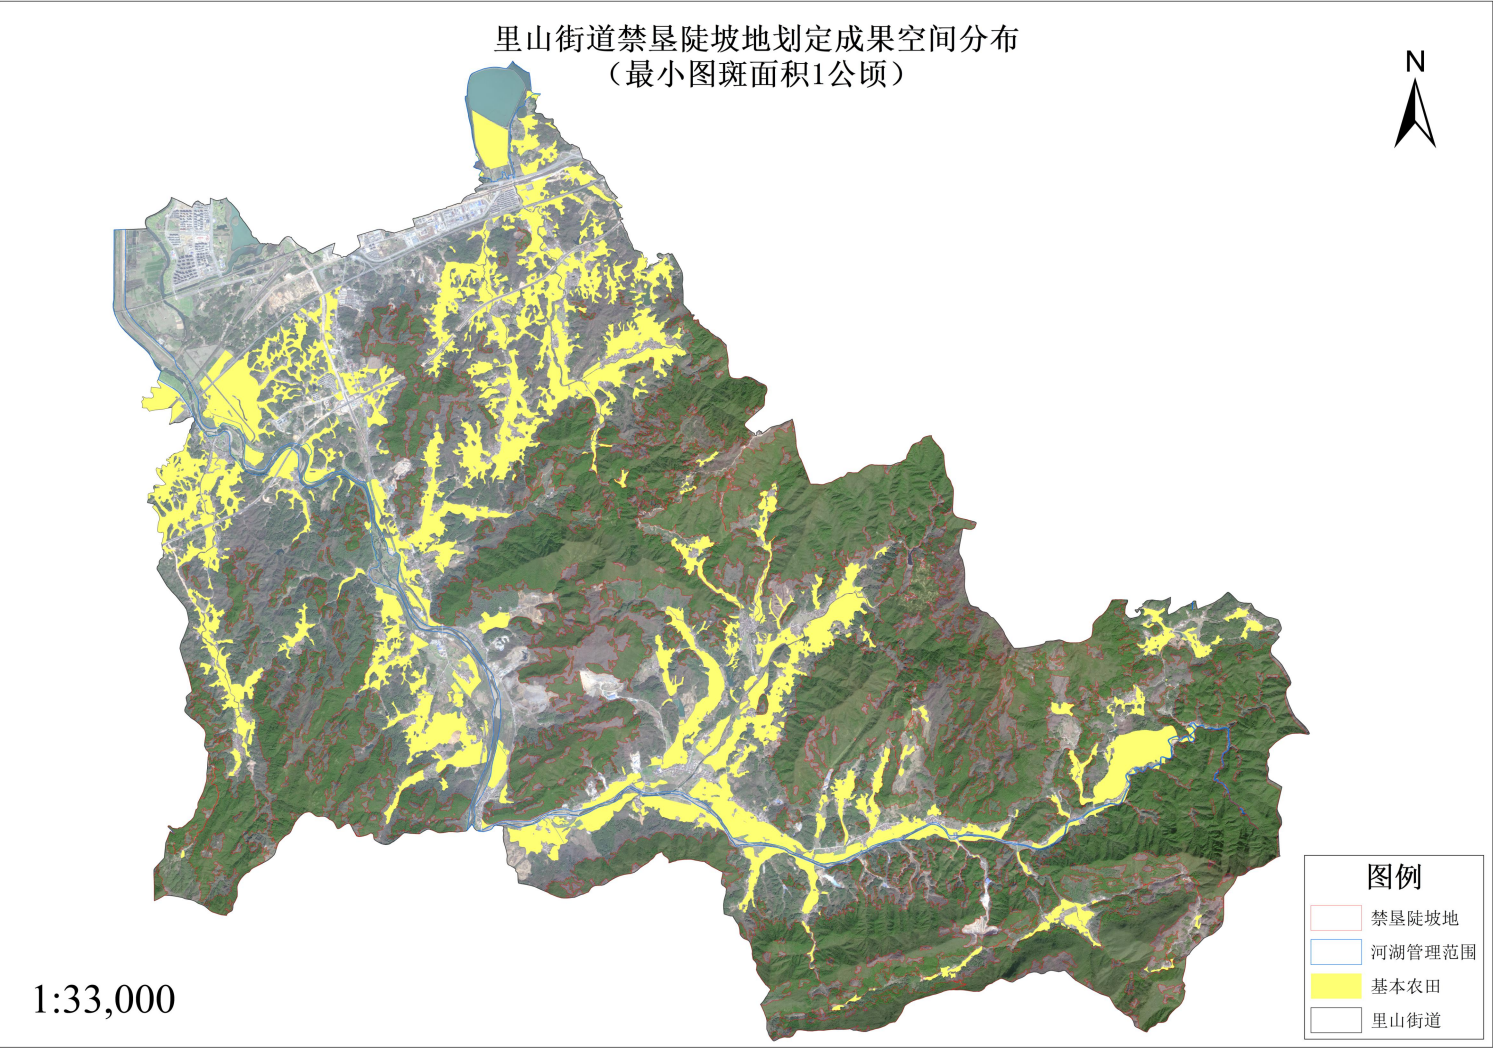 里山街道禁垦陡坡地划定成果空间分布
（最小图斑面积1公顷）
N
图例
禁垦陡坡地
河湖管理范围
基本农田
里山街道
1:33,000